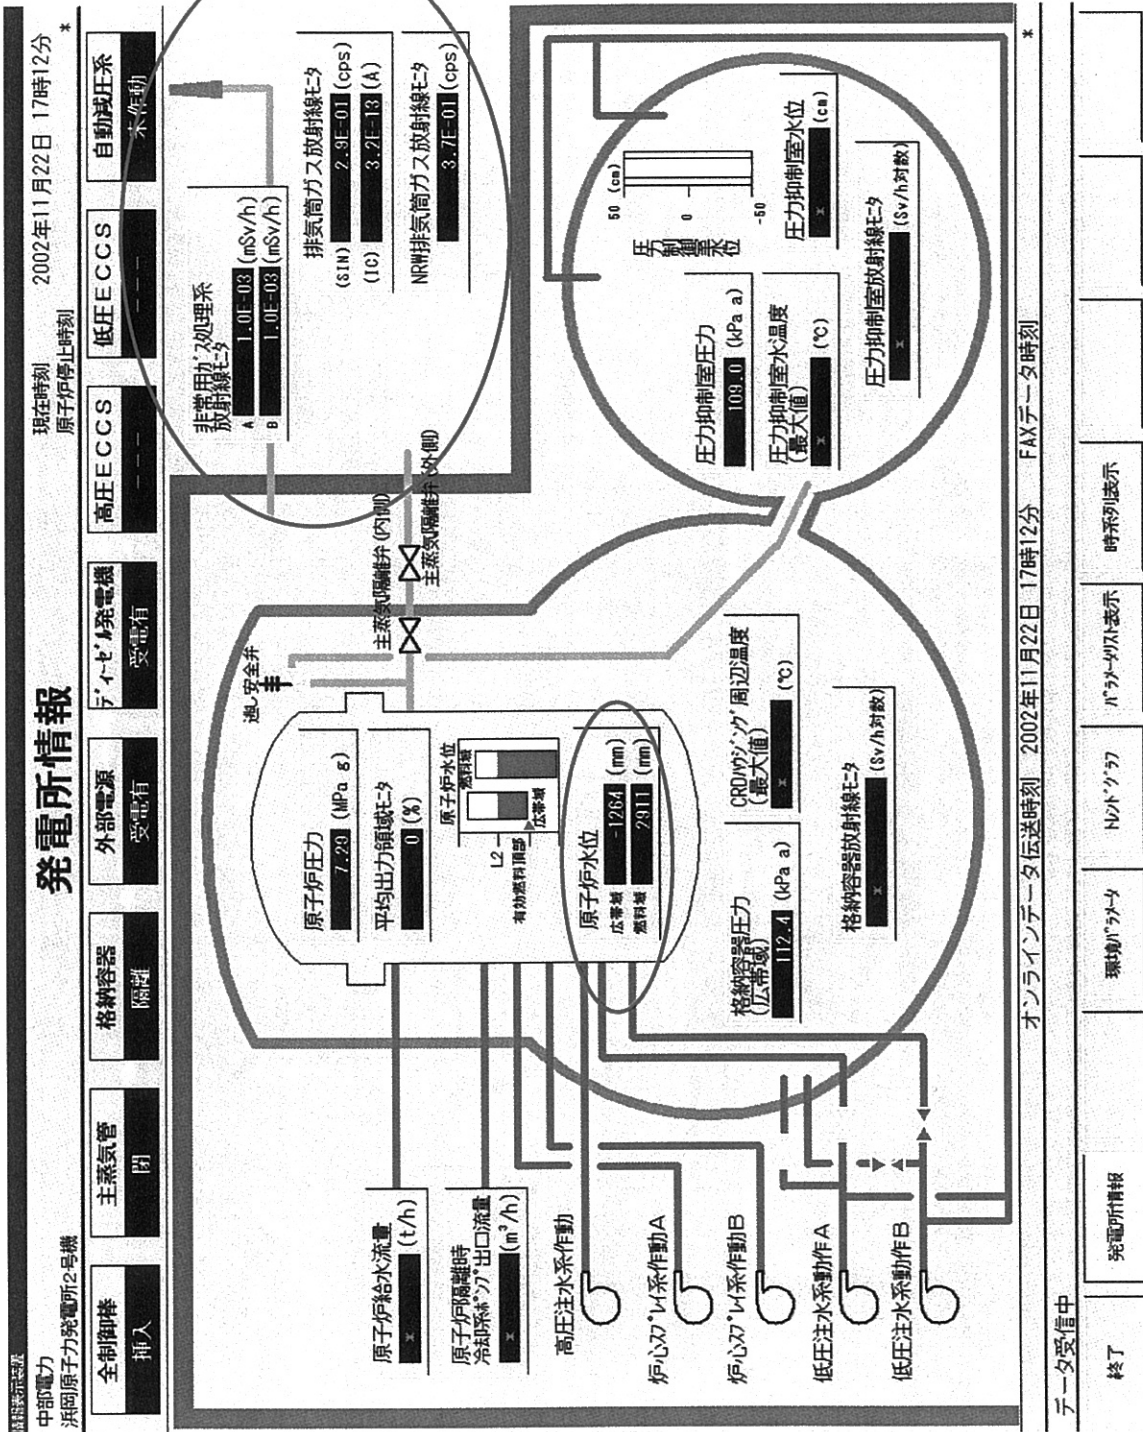 中部電力
浜岡原子力発電所2号機
発電所情報
現在時刻 2002年11月22日 17時12分
原子炉停止時刻 *
全制御棒 主蒸気管 格納容器 外部電源 ディーゼル発電機 高圧ECCS 低圧ECCS 自動減圧系
挿入 閉 隔離 受電有 受電有 --- --- 未作動
非常用ガス処理系
放射線モニタ
A 1.0E-03 (mSv/h)
B 1.0E-03 (mSv/h)
排気筒ガス放射線モニタ
(SIN) 2.9E-01 (cps)
(IC) 3.2E-13 (A)
NRW排気筒ガス放射線モニタ
3.7E-01 (cps)
逃し安全弁
主蒸気隔離弁(内側)
主蒸気隔離弁(外側)
原子炉圧力
7.29 (MPa g)
平均出力領域モニタ
0 (%)
原子炉水位
燃料域
L2
有効燃料頂部
広帯域
原子炉水位
広帯域 -1264 (mm)
燃料域 2911 (mm)
原子炉給水流量
x (t/h)
原子炉隔離時
冷却系ポンプ出口流量
x (m³/h)
高圧注水系作動
炉心スプレイ系作動A
炉心スプレイ系作動B
低圧注水系動作A
低圧注水系動作B
格納容器圧力
(広帯域)
112.4 (kPa a)
CRDハウジング周辺温度
(最大値)
x (℃)
格納容器放射線モニタ
x (Sv/h対数)
圧力抑制室圧力
109.0 (kPa a)
圧力抑制室水温度
(最大値)
x (℃)
50 (cm)
0
-50
圧力抑制室水位
x (cm)
圧力抑制室放射線モニタ
x (Sv/h対数)
オンラインデータ伝送時刻 2002年11月22日 17時12分 FAXデータ時刻 *
データ受信中
終了 発電所情報 環境パラメータ トレンドグラフ パラメータリスト表示 時系列表示